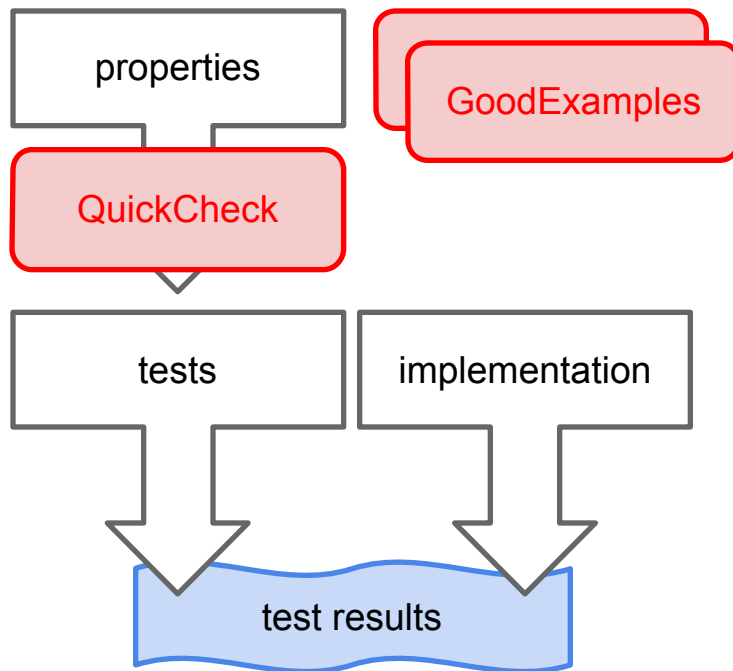 properties
GoodExamples
QuickCheck
tests
implementation
test results